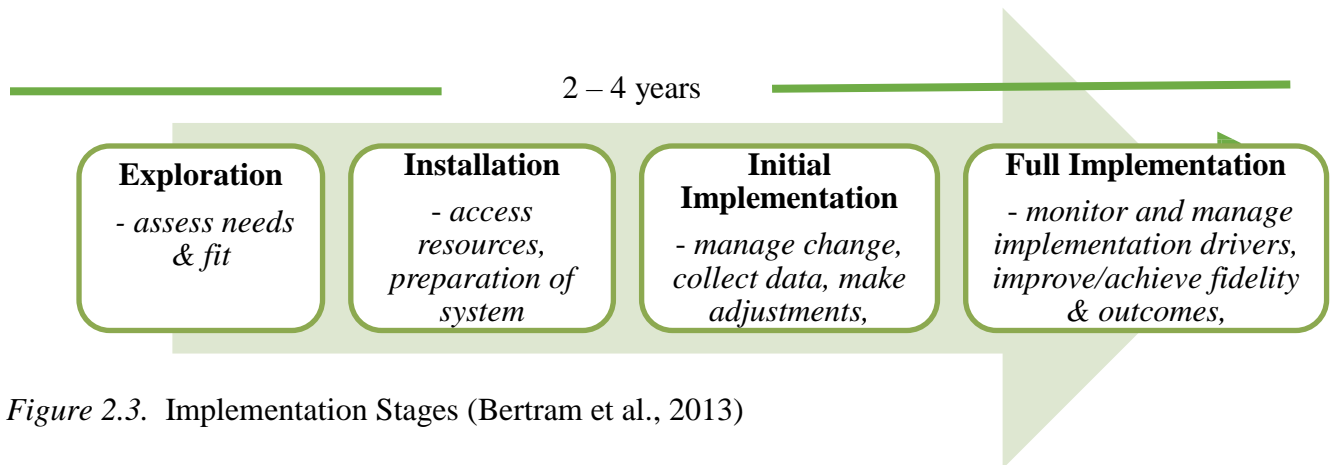 2 – 4 years
Exploration
- assess needs
& fit
Installation
- access
resources,
preparation of
system
Initial
Implementation
- manage change,
collect data, make
adjustments,
Full Implementation
- monitor and manage
implementation drivers,
improve/achieve fidelity
& outcomes,
Figure 2.3.  Implementation Stages (Bertram et al., 2013)